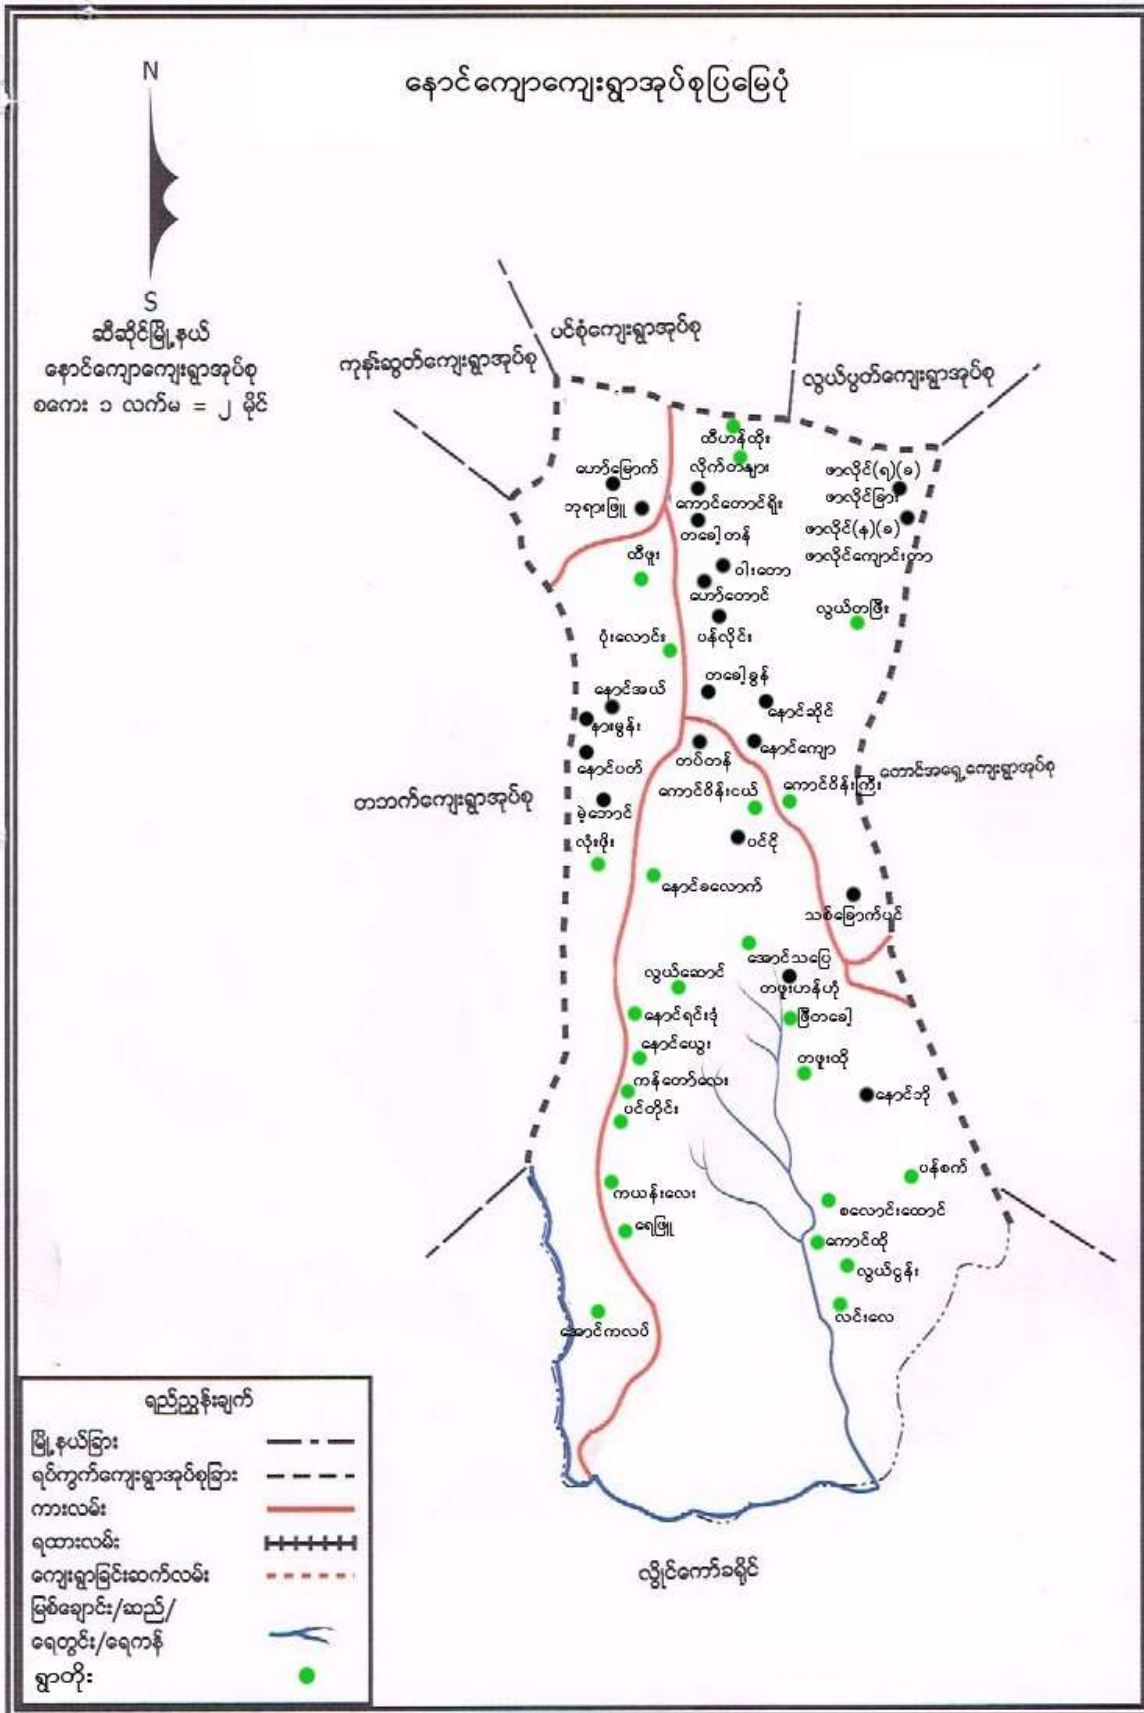 N
နောင်ကျောကျေးရွာအုပ်စုပြမြေပုံ
S
ဆီဆိုင်မြို့နယ်
နောင်ကျောကျေးရွာအုပ်စု
စကေး ၁ လက်မ = ၂ မိုင်
ပင်စုံကျေးရွာအုပ်စု
ကုန်းဆွတ်ကျေးရွာအုပ်စု
လွယ်ပွတ်ကျေးရွာအုပ်စု
ထီဟန်ထိုး
လိုက်တများ
ဟော်မြောက်
ဖာလိုင်(ရ)(ခ)
ဖာလိုင်ခြား
ကောင်တောင်ရိုး
ဘုရားဖြူ
တခေါ့တန်
ဖာလိုင်(န)(ခ)
ဖာလိုင်ကျောင်းတာ
ထီဖူး
ဝါးတော
ဟော်တောင်
လွယ်တဖြီး
ပုံးလောင်း
ပန်လိုင်း
တခေါ့ခွန်
နောင်အယ်
နောင်ဆိုင်
နားမွန်း
နောင်ကျော
နောင်ပတ်
တပ်တန်
တောင်အရှေ့ကျေးရွာအုပ်စု
ကောင်ပိန်းငယ်
ကောင်ပိန်းကြီး
တဘက်ကျေးရွာအုပ်စု
မဲ့ဘောင်
လုံးဖိုး
ပင်ငို
နောင်ခလောက်
သစ်ခြောက်ပင်
အောင်သပြေ
လွယ်ဆောင်
တဖူးဟန်ဟို
နောင်ရင်းဒုံ
ဖြီတခေါ့
နောင်ယွေး
တဖူးထို
ကန်တော်လေး
နောင်ဘို
ပင်တိုင်း
ပန်စက်
ကယန်းလေး
စလောင်းထောင်
ရေဖြူ
ကောင်ထို
လွယ်ငွန်း
လင်းလေ
အောင်ကလပ်
ရည်ညွှန်းချက်
မြို့နယ်ခြား
ရပ်ကွက်ကျေးရွာအုပ်စုခြား
ကားလမ်း
ရထားလမ်း
ကျေးရွာခြင်းဆက်လမ်း
မြစ်ချောင်း/ဆည်/
ရေတွင်း/ရေကန်
ရွာတိုး
လွိုင်ကော်ခရိုင်